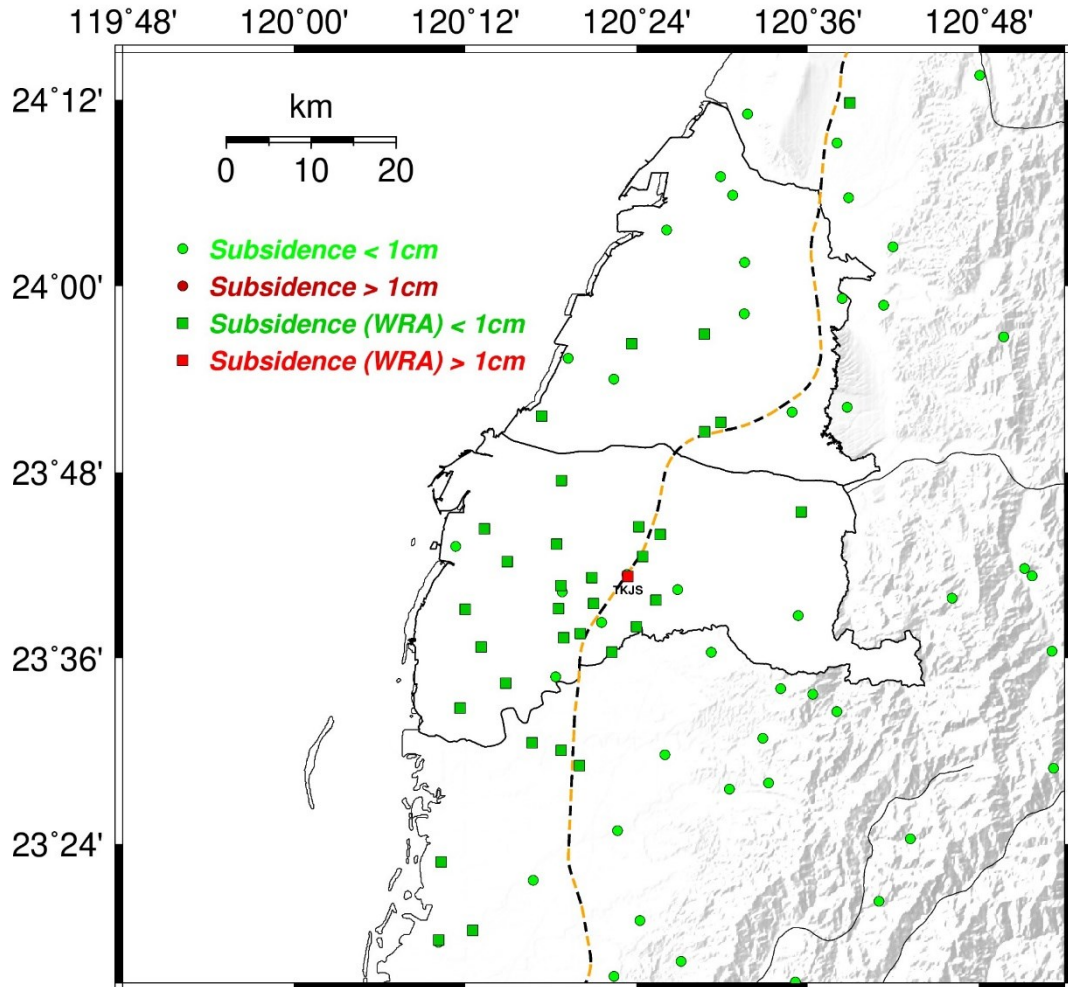 119˚48' 120˚00' 120˚12' 120˚24' 120˚36' 120˚48'
24˚12'
km
0 10 20
Subsidence < 1cm
24˚00'
Subsidence > 1cm
Subsidence (WRA) < 1cm
Subsidence (WRA) > 1cm
23˚48'
TKJS
23˚36'
23˚24'